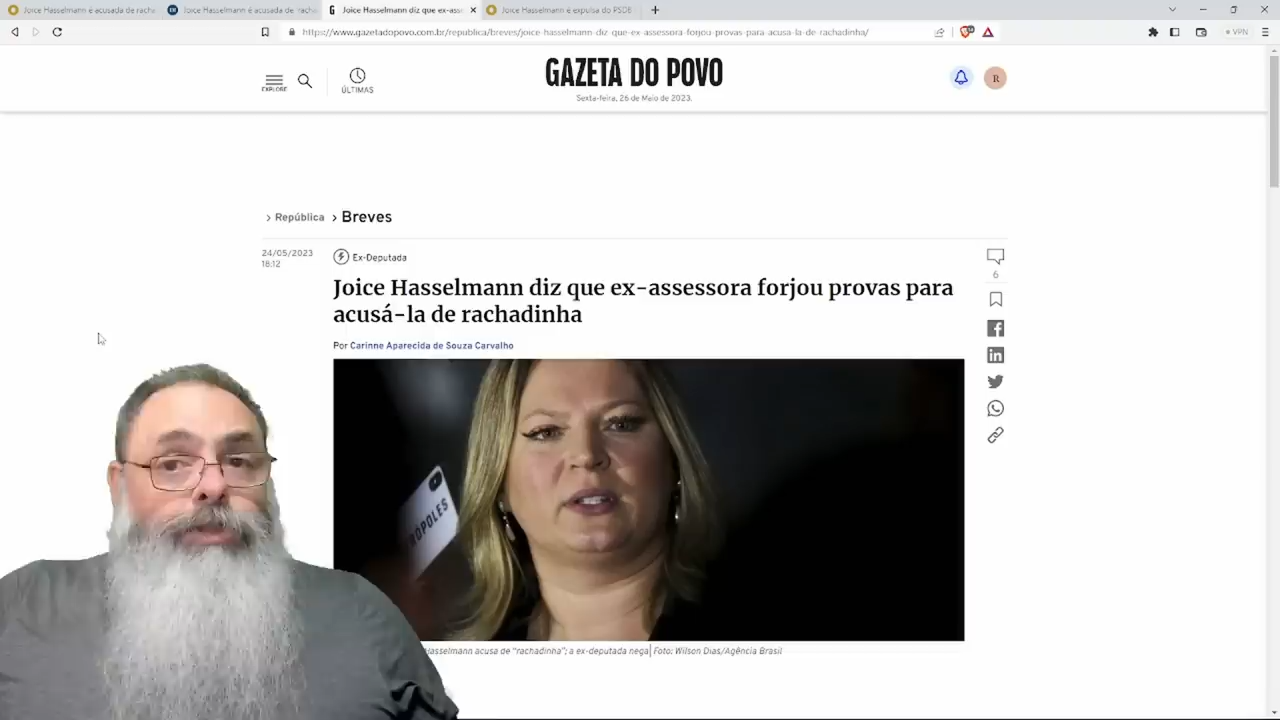 Joice Hasselmann é acusada de racha
Joice Hasselmann é acusada de 'racha
G Joice Hasselmann diz que ex-asse
Joice Hasselmann é expulsa do PSDB
https://www.gazetadopovo.com.br/republica/breves/joice-hasselmann-diz-que-ex-assessora-forjou-provas-para-acusa-la-de-rachadinha/
VPN
EXPLORE
ÚLTIMAS
GAZETA DO POVO
Sexta-feira, 26 de Maio de 2023.
R
> República > Breves
24/05/2023
18:12
Ex-Deputada
Joice Hasselmann diz que ex-assessora forjou provas para
acusá-la de rachadinha
Por Carinne Aparecida de Souza Carvalho
6
RÓPOLES
Hasselmann acusa de "rachadinha"; a ex-deputada nega| Foto: Wilson Dias/Agência Brasil